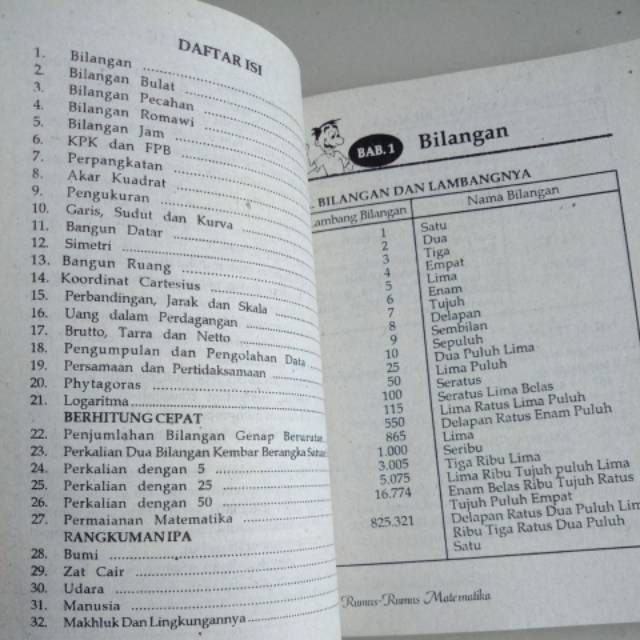 DAFTAR ISI
1. Bilangan
2. Bilangan Bulat
3. Bilangan Pecahan
4. Bilangan Romawi
5. Bilangan Jam
6. KPK dan FPB
7. Perpangkatan
8. Akar Kuadrat
9. Pengukuran
10. Garis, Sudut dan Kurva
11. Bangun Datar
12. Simetri
13. Bangun Ruang
14. Koordinat Cartesius
15. Perbandingan, Jarak dan Skala
16. Uang dalam Perdagangan
17. Brutto, Tarra dan Netto
18. Pengumpulan dan Pengolahan Data
19. Persamaan dan Pertidaksamaan
20. Phytagoras
21. Logaritma
BERHITUNG CEPAT
22. Penjumlahan Bilangan Genap Berurutan
23. Perkalian Dua Bilangan Kembar Berangka
24. Perkalian dengan 5
25. Perkalian dengan 25
26. Perkalian dengan 50
27. Permaianan Matematika
RANGKUMAN IPA
28. Bumi
29. Zat Cair
30. Udara
31. Manusia
32. Makhluk Dan Lingkungannya
BAB. 1 Bilangan
BILANGAN DAN LAMBANGNYA
ambang Bilangan Nama Bilangan
1 Satu
2 Dua
3 Tiga
4 Empat
5 Lima
6 Enam
7 Tujuh
8 Delapan
9 Sembilan
10 Sepuluh
25 Dua Puluh Lima
50 Lima Puluh
100 Seratus
115 Seratus Lima Belas
550 Lima Ratus Lima Puluh
865 Delapan Ratus Enam Puluh
Lima
1.000 Seribu
3.005 Tiga Ribu Lima
5.075 Lima Ribu Tujuh puluh Lima
16.774 Enam Belas Ribu Tujuh Ratus
Tujuh Puluh Empat
825.321 Delapan Ratus Dua Puluh Lim
Ribu Tiga Ratus Dua Puluh
Satu
Rumus-Rumus Matematika